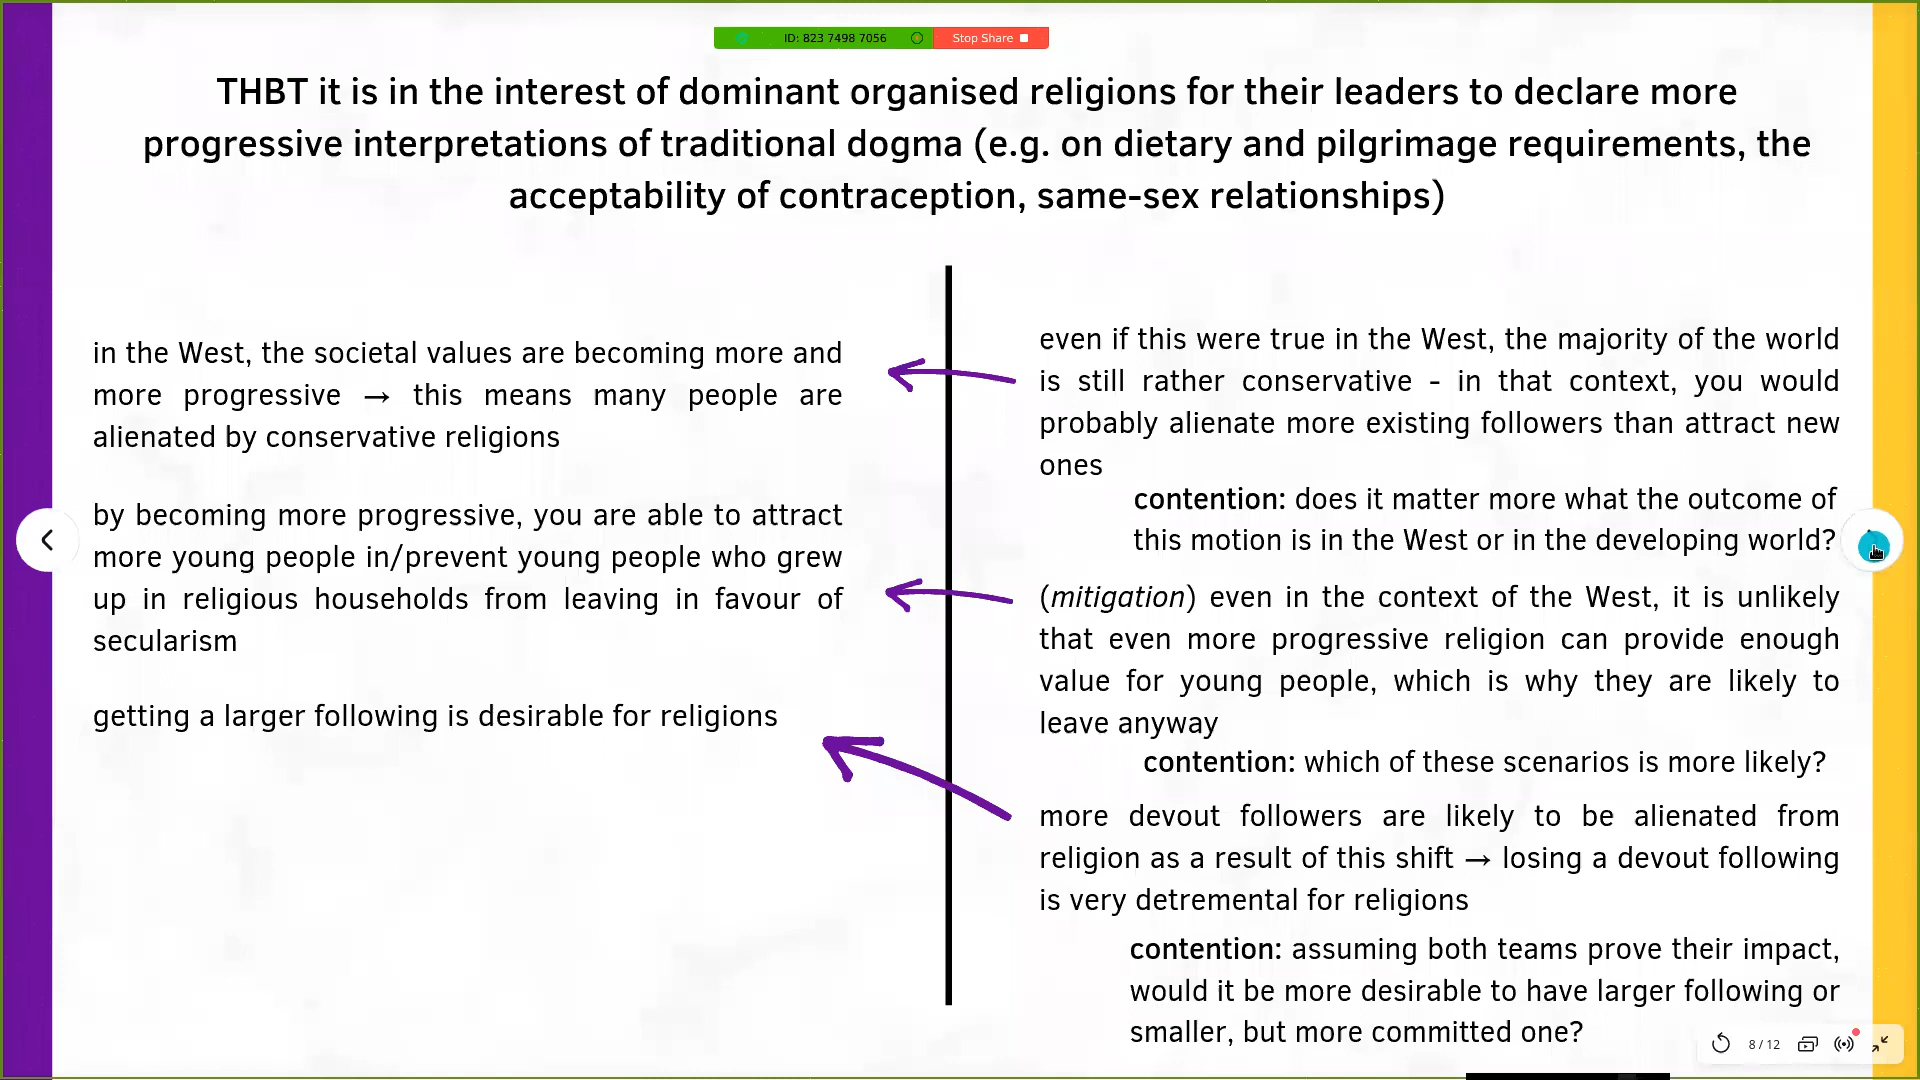 ID: 823 7498 7056 Stop Share
THBT it is in the interest of dominant organised religions for their leaders to declare more
progressive interpretations of traditional dogma (e.g. on dietary and pilgrimage requirements, the
acceptability of contraception, same-sex relationships)
in the West, the societal values are becoming more and
more progressive → this means many people are
alienated by conservative religions
by becoming more progressive, you are able to attract
more young people in/prevent young people who grew
up in religious households from leaving in favour of
secularism
getting a larger following is desirable for religions
even if this were true in the West, the majority of the world
is still rather conservative - in that context, you would
probably alienate more existing followers than attract new
ones
contention: does it matter more what the outcome of
this motion is in the West or in the developing world?
(mitigation) even in the context of the West, it is unlikely
that even more progressive religion can provide enough
value for young people, which is why they are likely to
leave anyway
contention: which of these scenarios is more likely?
more devout followers are likely to be alienated from
religion as a result of this shift → losing a devout following
is very detremental for religions
contention: assuming both teams prove their impact,
would it be more desirable to have larger following or
smaller, but more committed one?
8 / 12